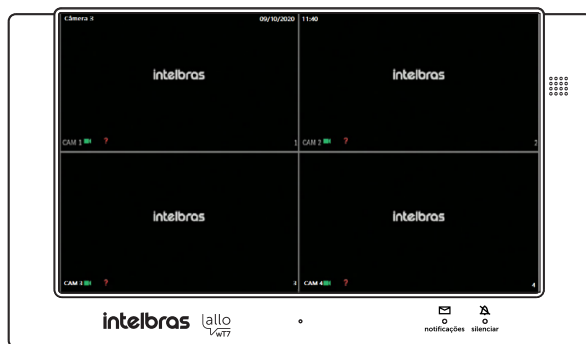 Câmera 3 09/10/2020 11:40
intelbras intelbras
CAM 1 ? 1 CAM 2 ? 2
intelbras intelbras
CAM 3 ? 3 CAM 4 ? 4
intelbras allo wT7
notificações silenciar